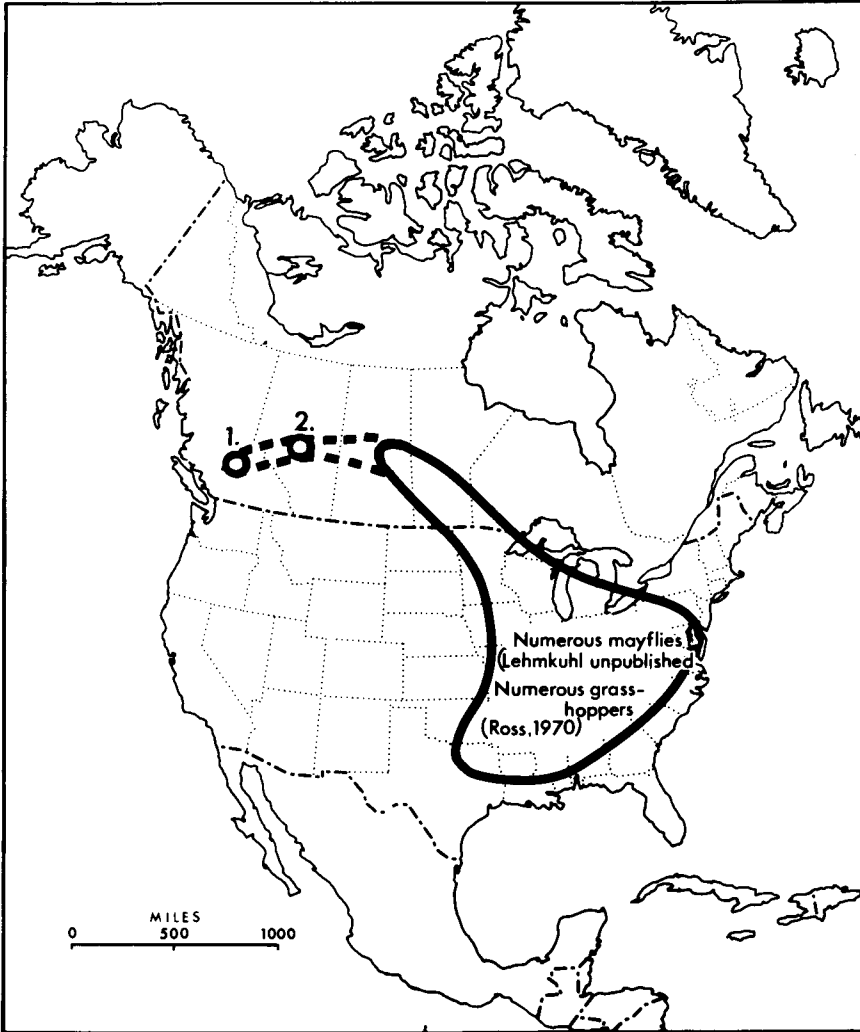 1.
2.
Numerous mayflies
(Lehmkuhl unpublished
Numerous grass-
hoppers
(Ross,1970)
MILES
0 500 1000